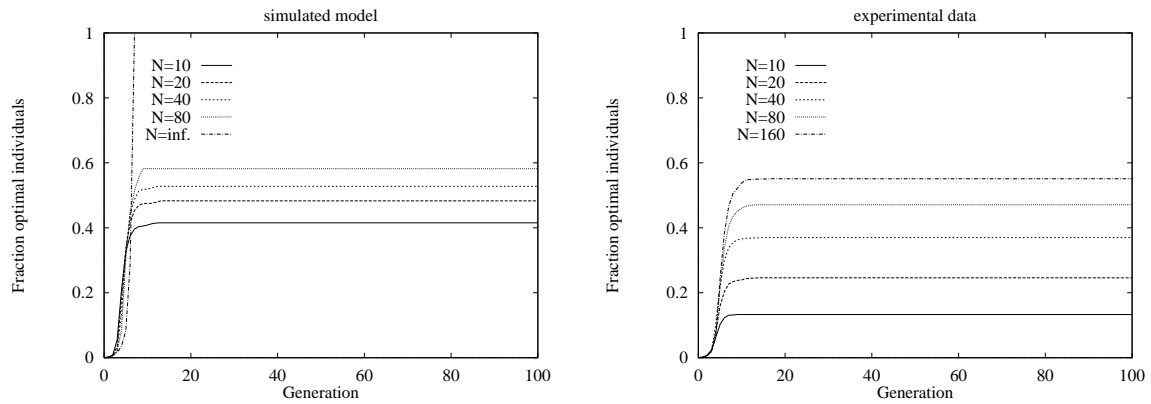 simulated model
1
0.8
0.6
0.4
0.2
0
Fraction optimal individuals
N=10
N=20
N=40
N=80
N=inf.
0 20 40 60 80 100
Generation
experimental data
1
0.8
0.6
0.4
0.2
0
Fraction optimal individuals
N=10
N=20
N=40
N=80
N=160
0 20 40 60 80 100
Generation